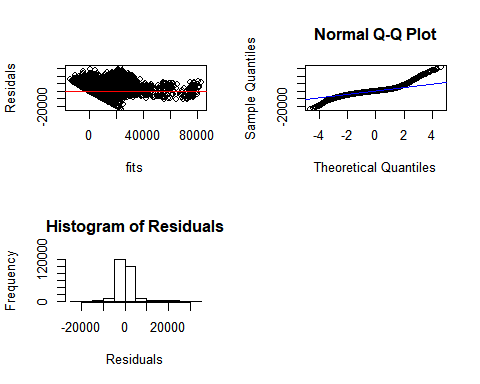 Normal Q-Q Plot
Residals
-20000
0 40000 80000
fits
Sample Quantiles
-20000
-4 -2 0 2 4
Theoretical Quantiles
Histogram of Residuals
Frequency
0 120000
-20000 0 20000
Residuals